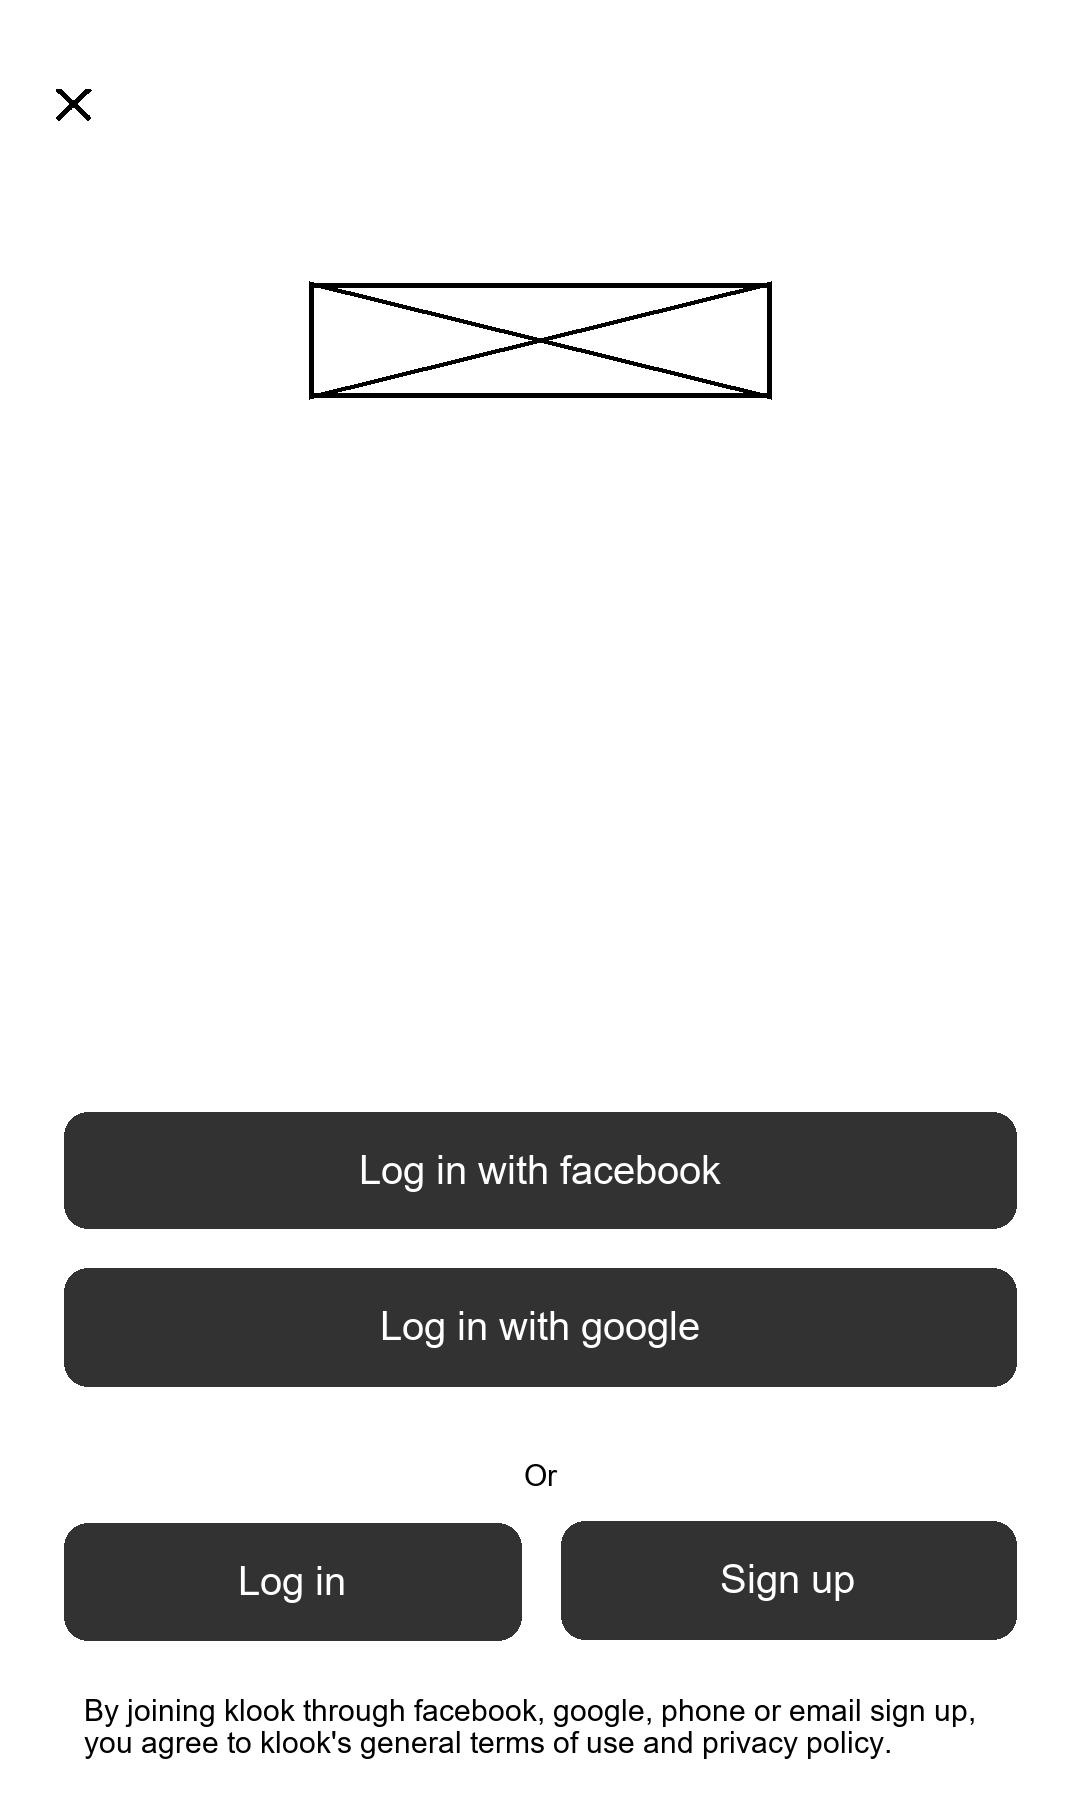 Log in with facebook
Log in with google
Or
Log in
Sign up
By joining klook through facebook, google, phone or email sign up,
you agree to klook's general terms of use and privacy policy.